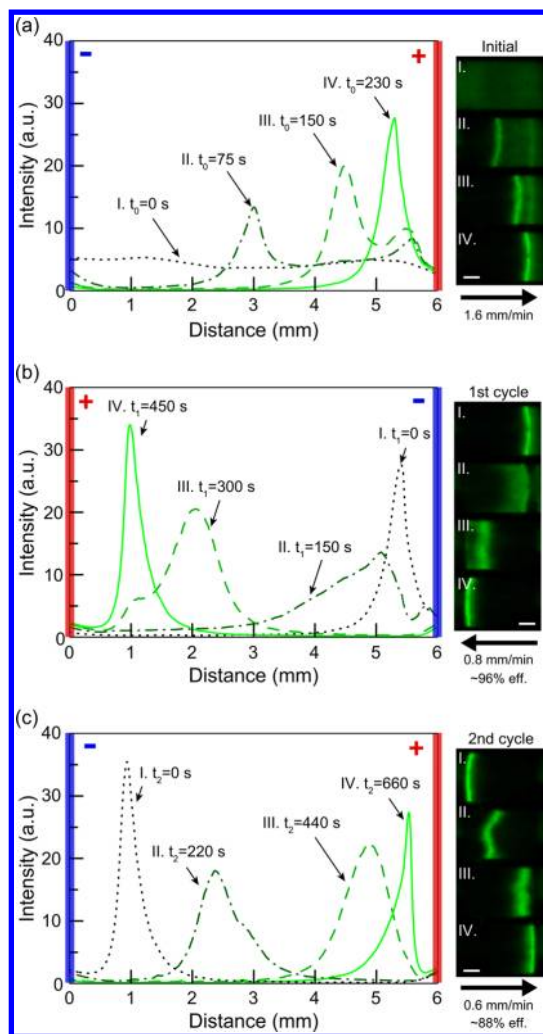 (a)
Intensity (a.u.)
40
30
20
10
0
−
+
IV. t0=230 s
III. t0=150 s
II. t0=75 s
I. t0=0 s
0 1 2 3 4 5 6
Distance (mm)
Initial
I.
II.
III.
IV.
1.6 mm/min
(b)
Intensity (a.u.)
40
30
20
10
0
+
−
IV. t1=450 s
I. t1=0 s
III. t1=300 s
II. t1=150 s
0 1 2 3 4 5 6
Distance (mm)
1st cycle
I.
II.
III.
IV.
0.8 mm/min
~96% eff.
(c)
Intensity (a.u.)
40
30
20
10
0
−
+
I. t2=0 s
IV. t2=660 s
III. t2=440 s
II. t2=220 s
0 1 2 3 4 5 6
Distance (mm)
2nd cycle
I.
II.
III.
IV.
0.6 mm/min
~88% eff.